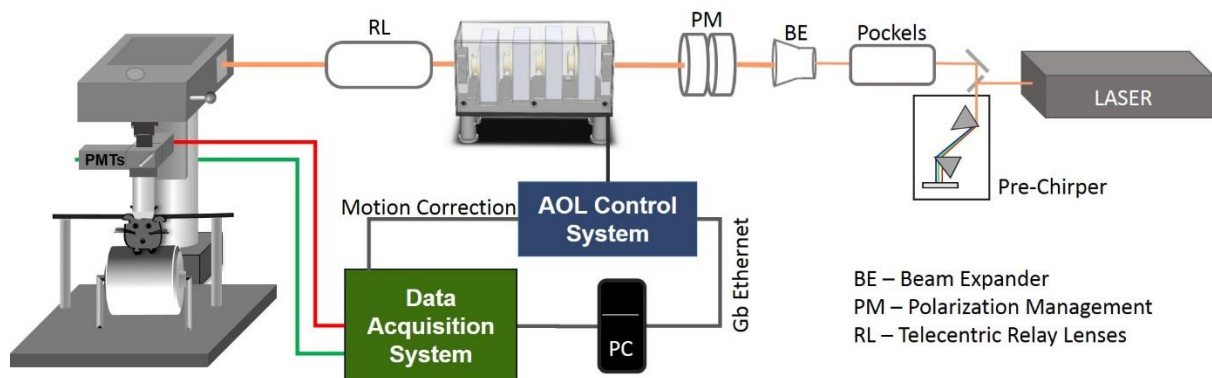 RL
PM
BE
Pockels
LASER
Pre-Chirper
PMTs
Motion Correction
AOL Control
System
Gb Ethernet
Data
Acquisition
System
PC
BE – Beam Expander
PM – Polarization Management
RL – Telecentric Relay Lenses